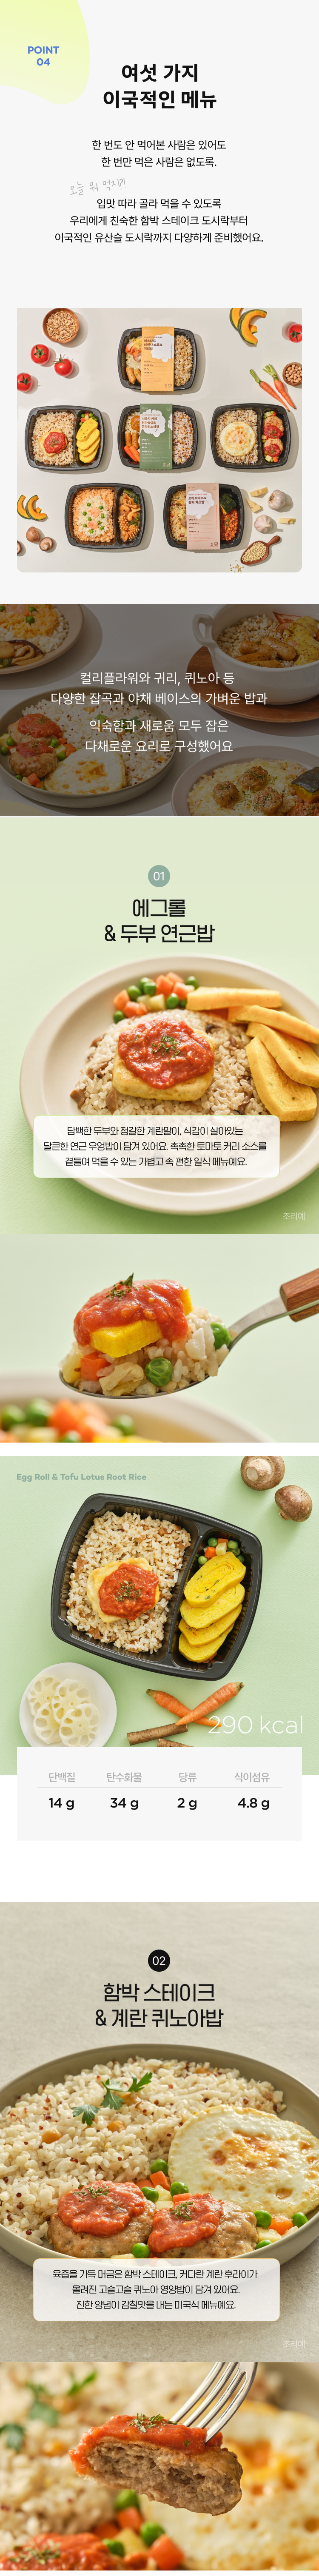 POINT
04
여섯 가지
이국적인 메뉴
한 번도 안 먹어본 사람은 있어도
한 번만 먹은 사람은 없도록.
오늘 뭐 먹지?
입맛 따라 골라 먹을 수 있도록
우리에게 친숙한 함박 스테이크 도시락부터
이국적인 유산슬 도시락까지 다양하게 준비했어요.
컬리플라워와 귀리, 퀴노아 등
다양한 잡곡과 야채 베이스의 가벼운 밥과
익숙함과 새로움 모두 잡은
다채로운 요리로 구성했어요
01
에그롤
& 두부 연근밥
담백한 두부와 정갈한 계란말이, 식감이 살아있는
달큰한 연근 우엉밥이 담겨 있어요. 촉촉한 토마토 커리 소스를
곁들여 먹을 수 있는 가볍고 속 편한 일식 메뉴예요.
조리예
Egg Roll & Tofu Lotus Root Rice
290 kcal
단백질 탄수화물 당류 식이섬유
14 g 34 g 2 g 4.8 g
02
함박 스테이크
& 계란 퀴노아밥
육즙을 가득 머금은 함박 스테이크, 커다란 계란 후라이가
올려진 고슬고슬 퀴노아 영양밥이 담겨 있어요.
진한 양념이 감칠맛을 내는 미국식 메뉴예요.
조리예